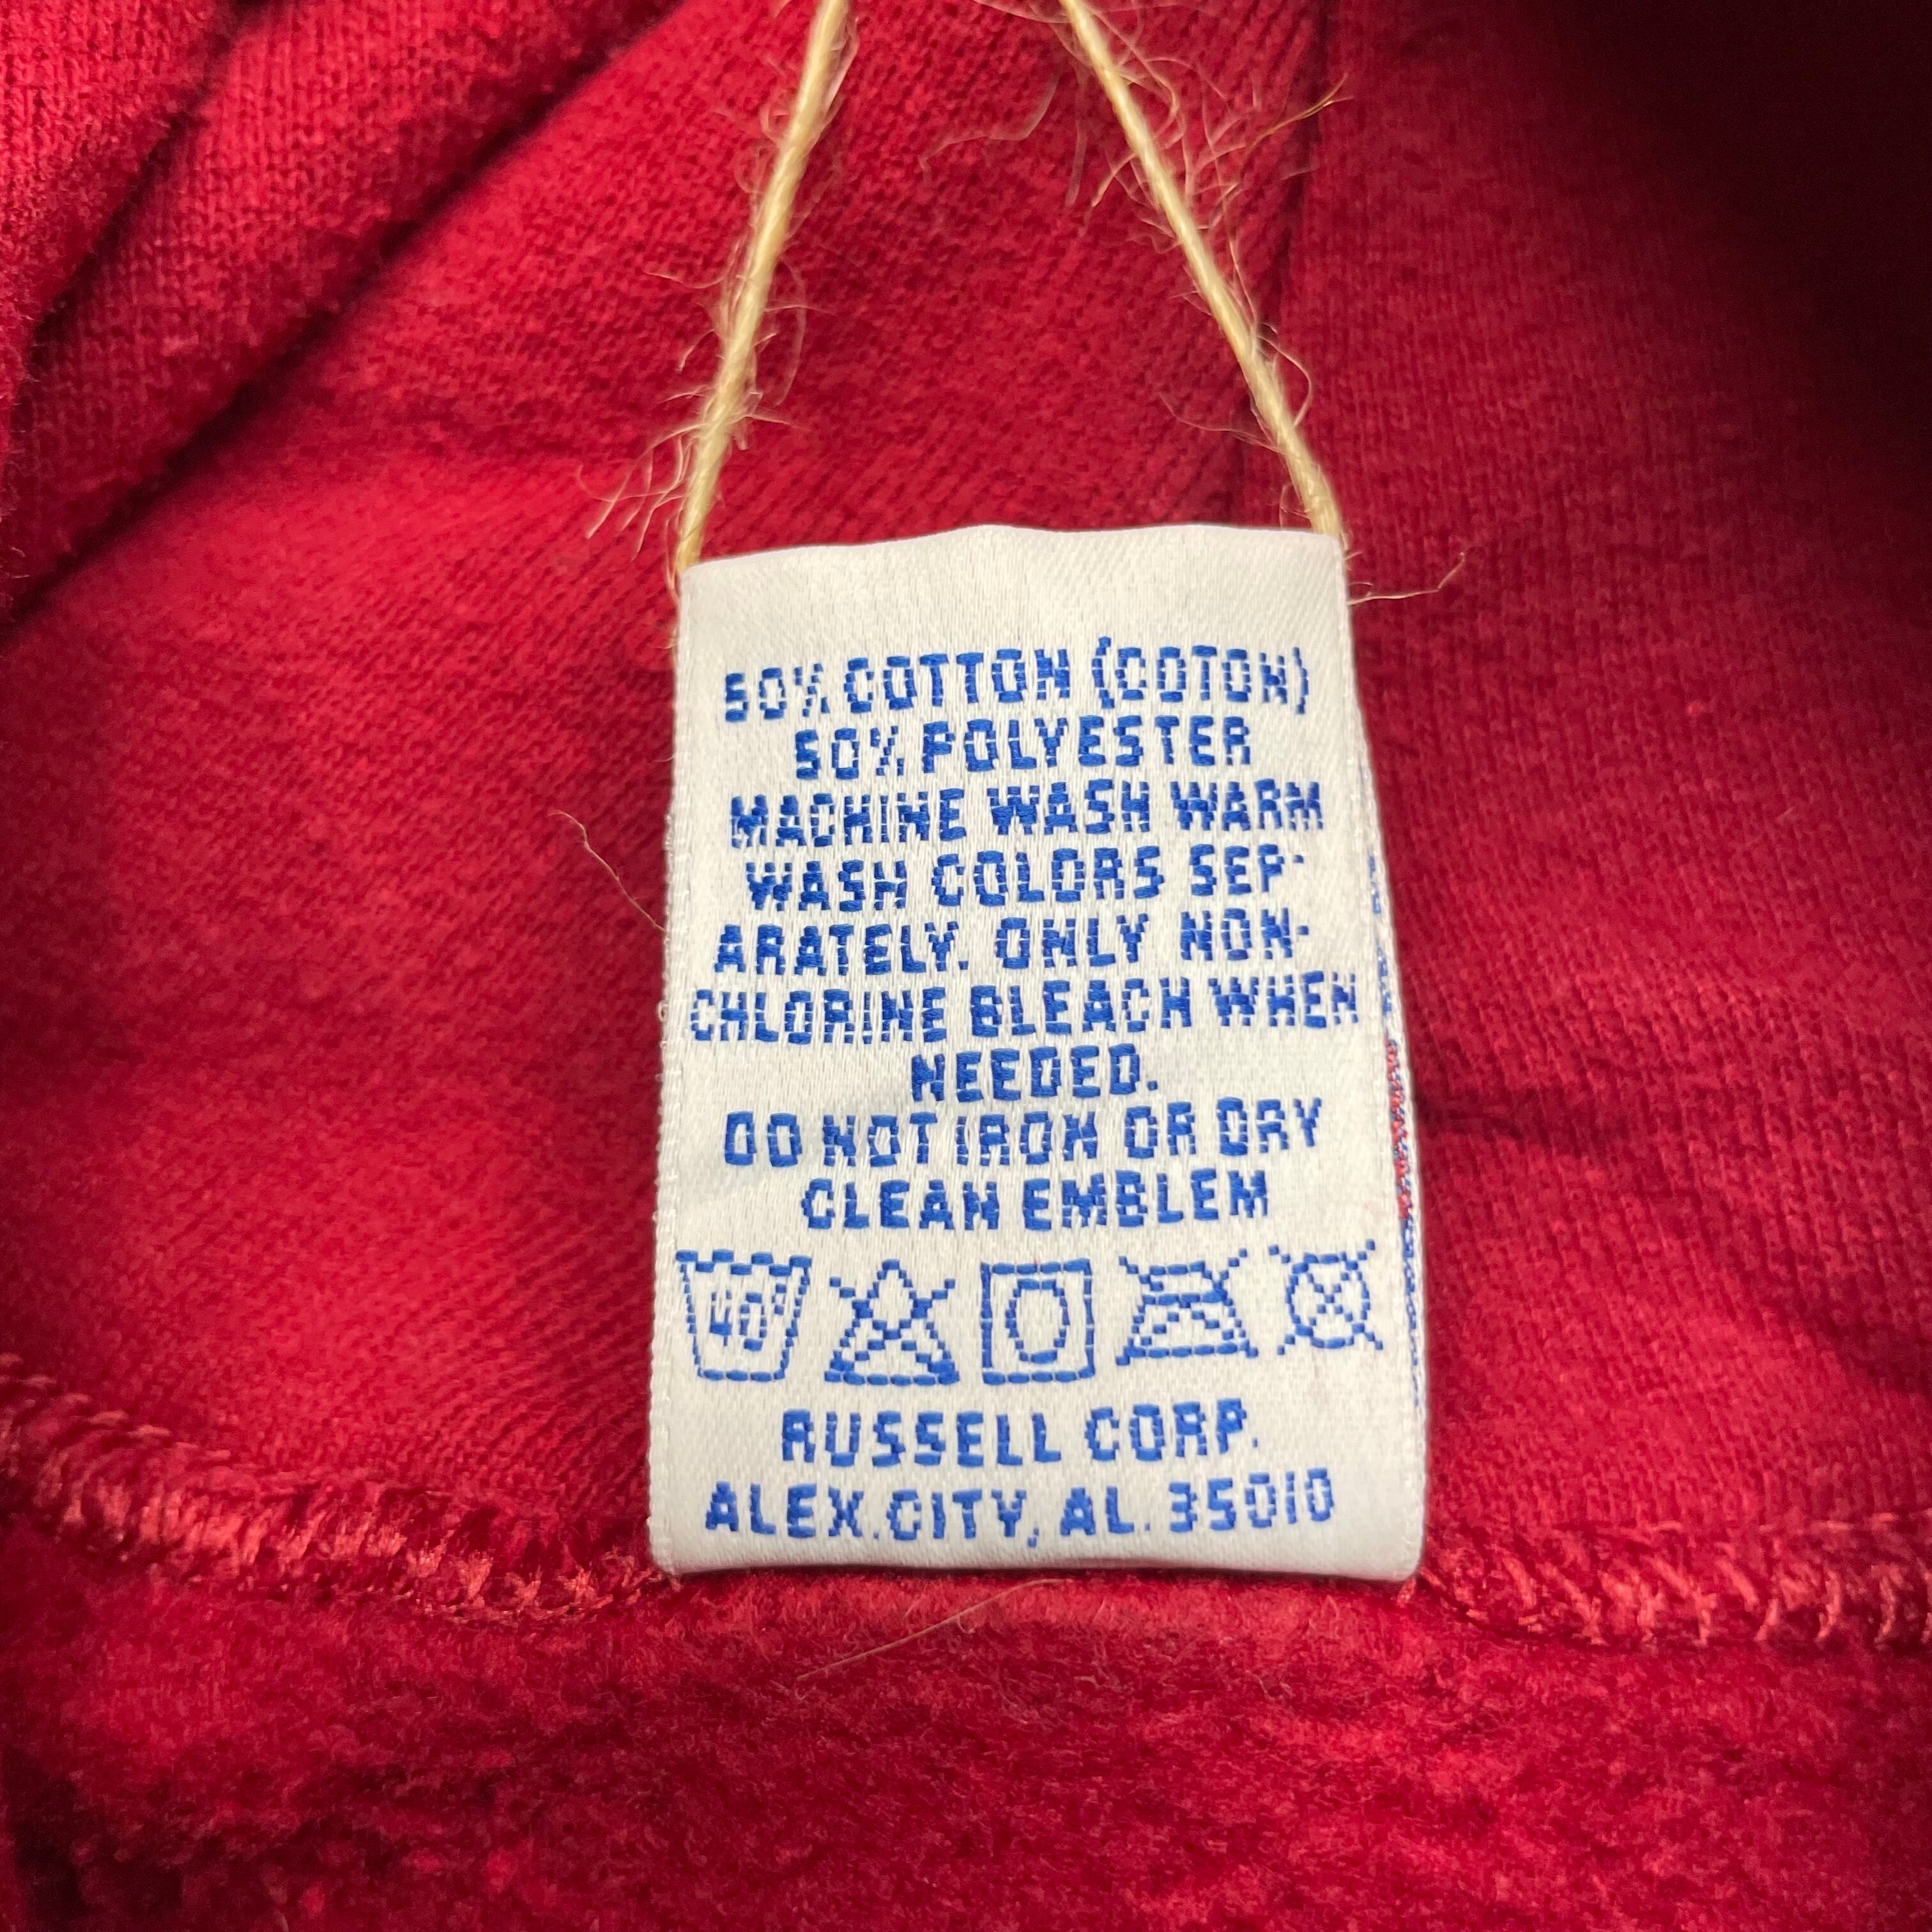 50% COTTON (COTON)
50% POLYESTER
MACHINE WASH WARM
WASH COLORS SEP-
ARATELY. ONLY NON-
CHLORINE BLEACH WHEN
NEEDED.
DO NOT IRON OR DRY
CLEAN EMBLEM
40°
RUSSELL CORP.
ALEX.CITY, AL. 35010